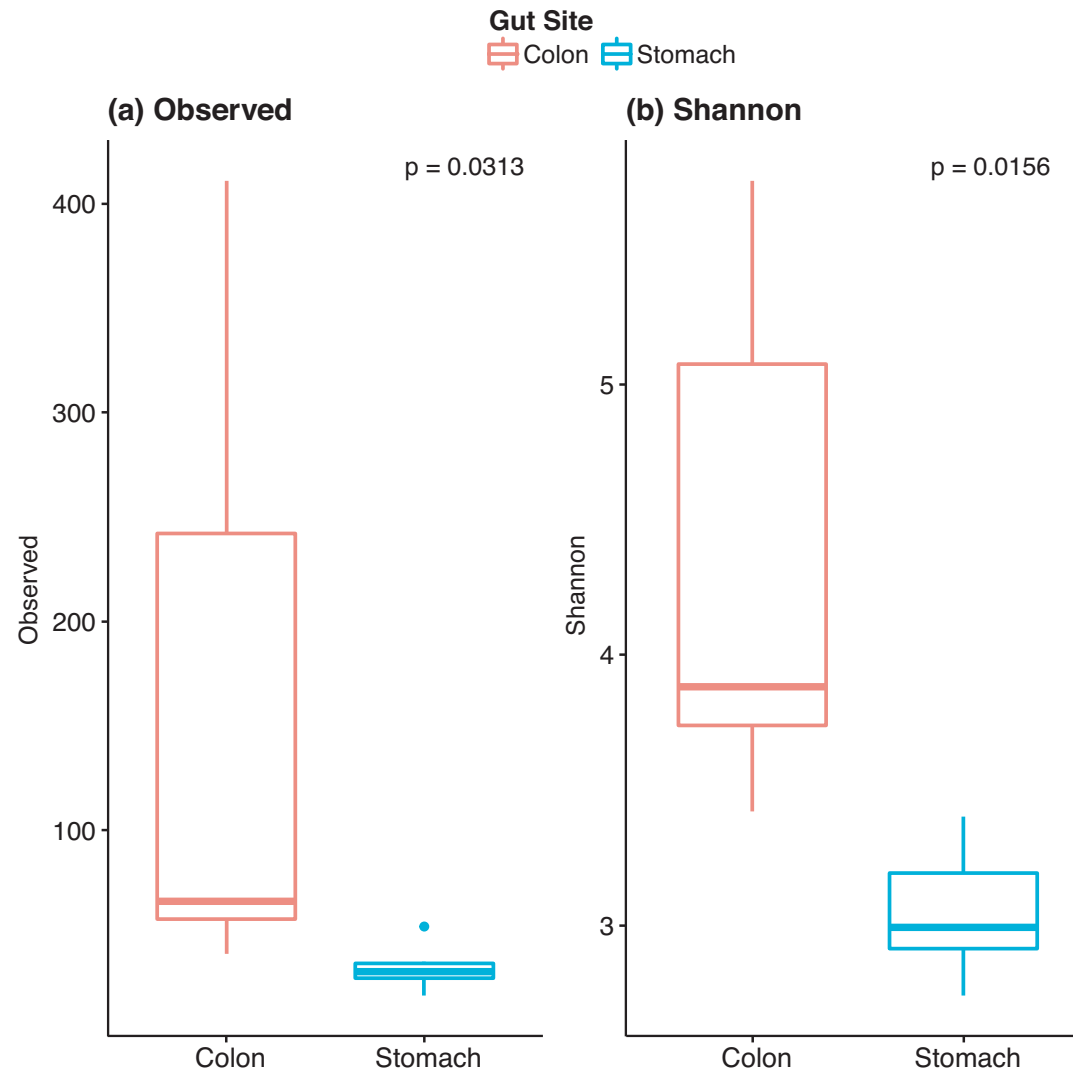 Gut Site
Colon Stomach
(a) Observed
p = 0.0313
400
300
200
100
Observed
Colon Stomach
(b) Shannon
p = 0.0156
5
4
3
Shannon
Colon Stomach